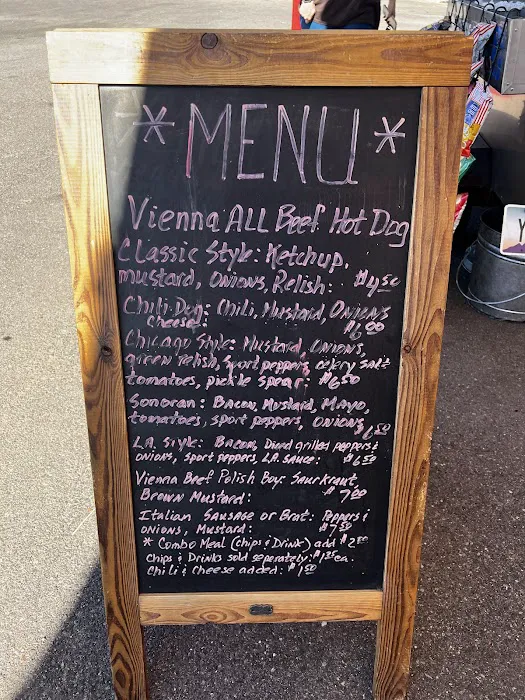 * MENU *
Vienna ALL Beef Hot Dog
Classic Style: Ketchup,
mustard, Onions, Relish: $4.50
Chili-Dog: Chili, Mustard, Onions
Cheese: $6.00
Chicago Style: Mustard, Onions,
green relish, sport peppers, celery salt
tomatoes, pickle spear: $6.50
Sonoran: Bacon, Mustard, Mayo,
tomatoes, sport peppers, onions $6.50
L.A. Style: Bacon, Diced grilled peppers &
onions, sport peppers, L.A. Sauce: $6.50
Vienna Beef Polish Boy: Saurkraut,
Brown Mustard: $7.00
Italian Sausage or Brat: Peppers &
onions, Mustard: $7.50
* Combo Meal (chips & Drink) add $2.00
Chips & Drinks sold seperately: $1.25 ea.
Chili & Cheese added: $1.50